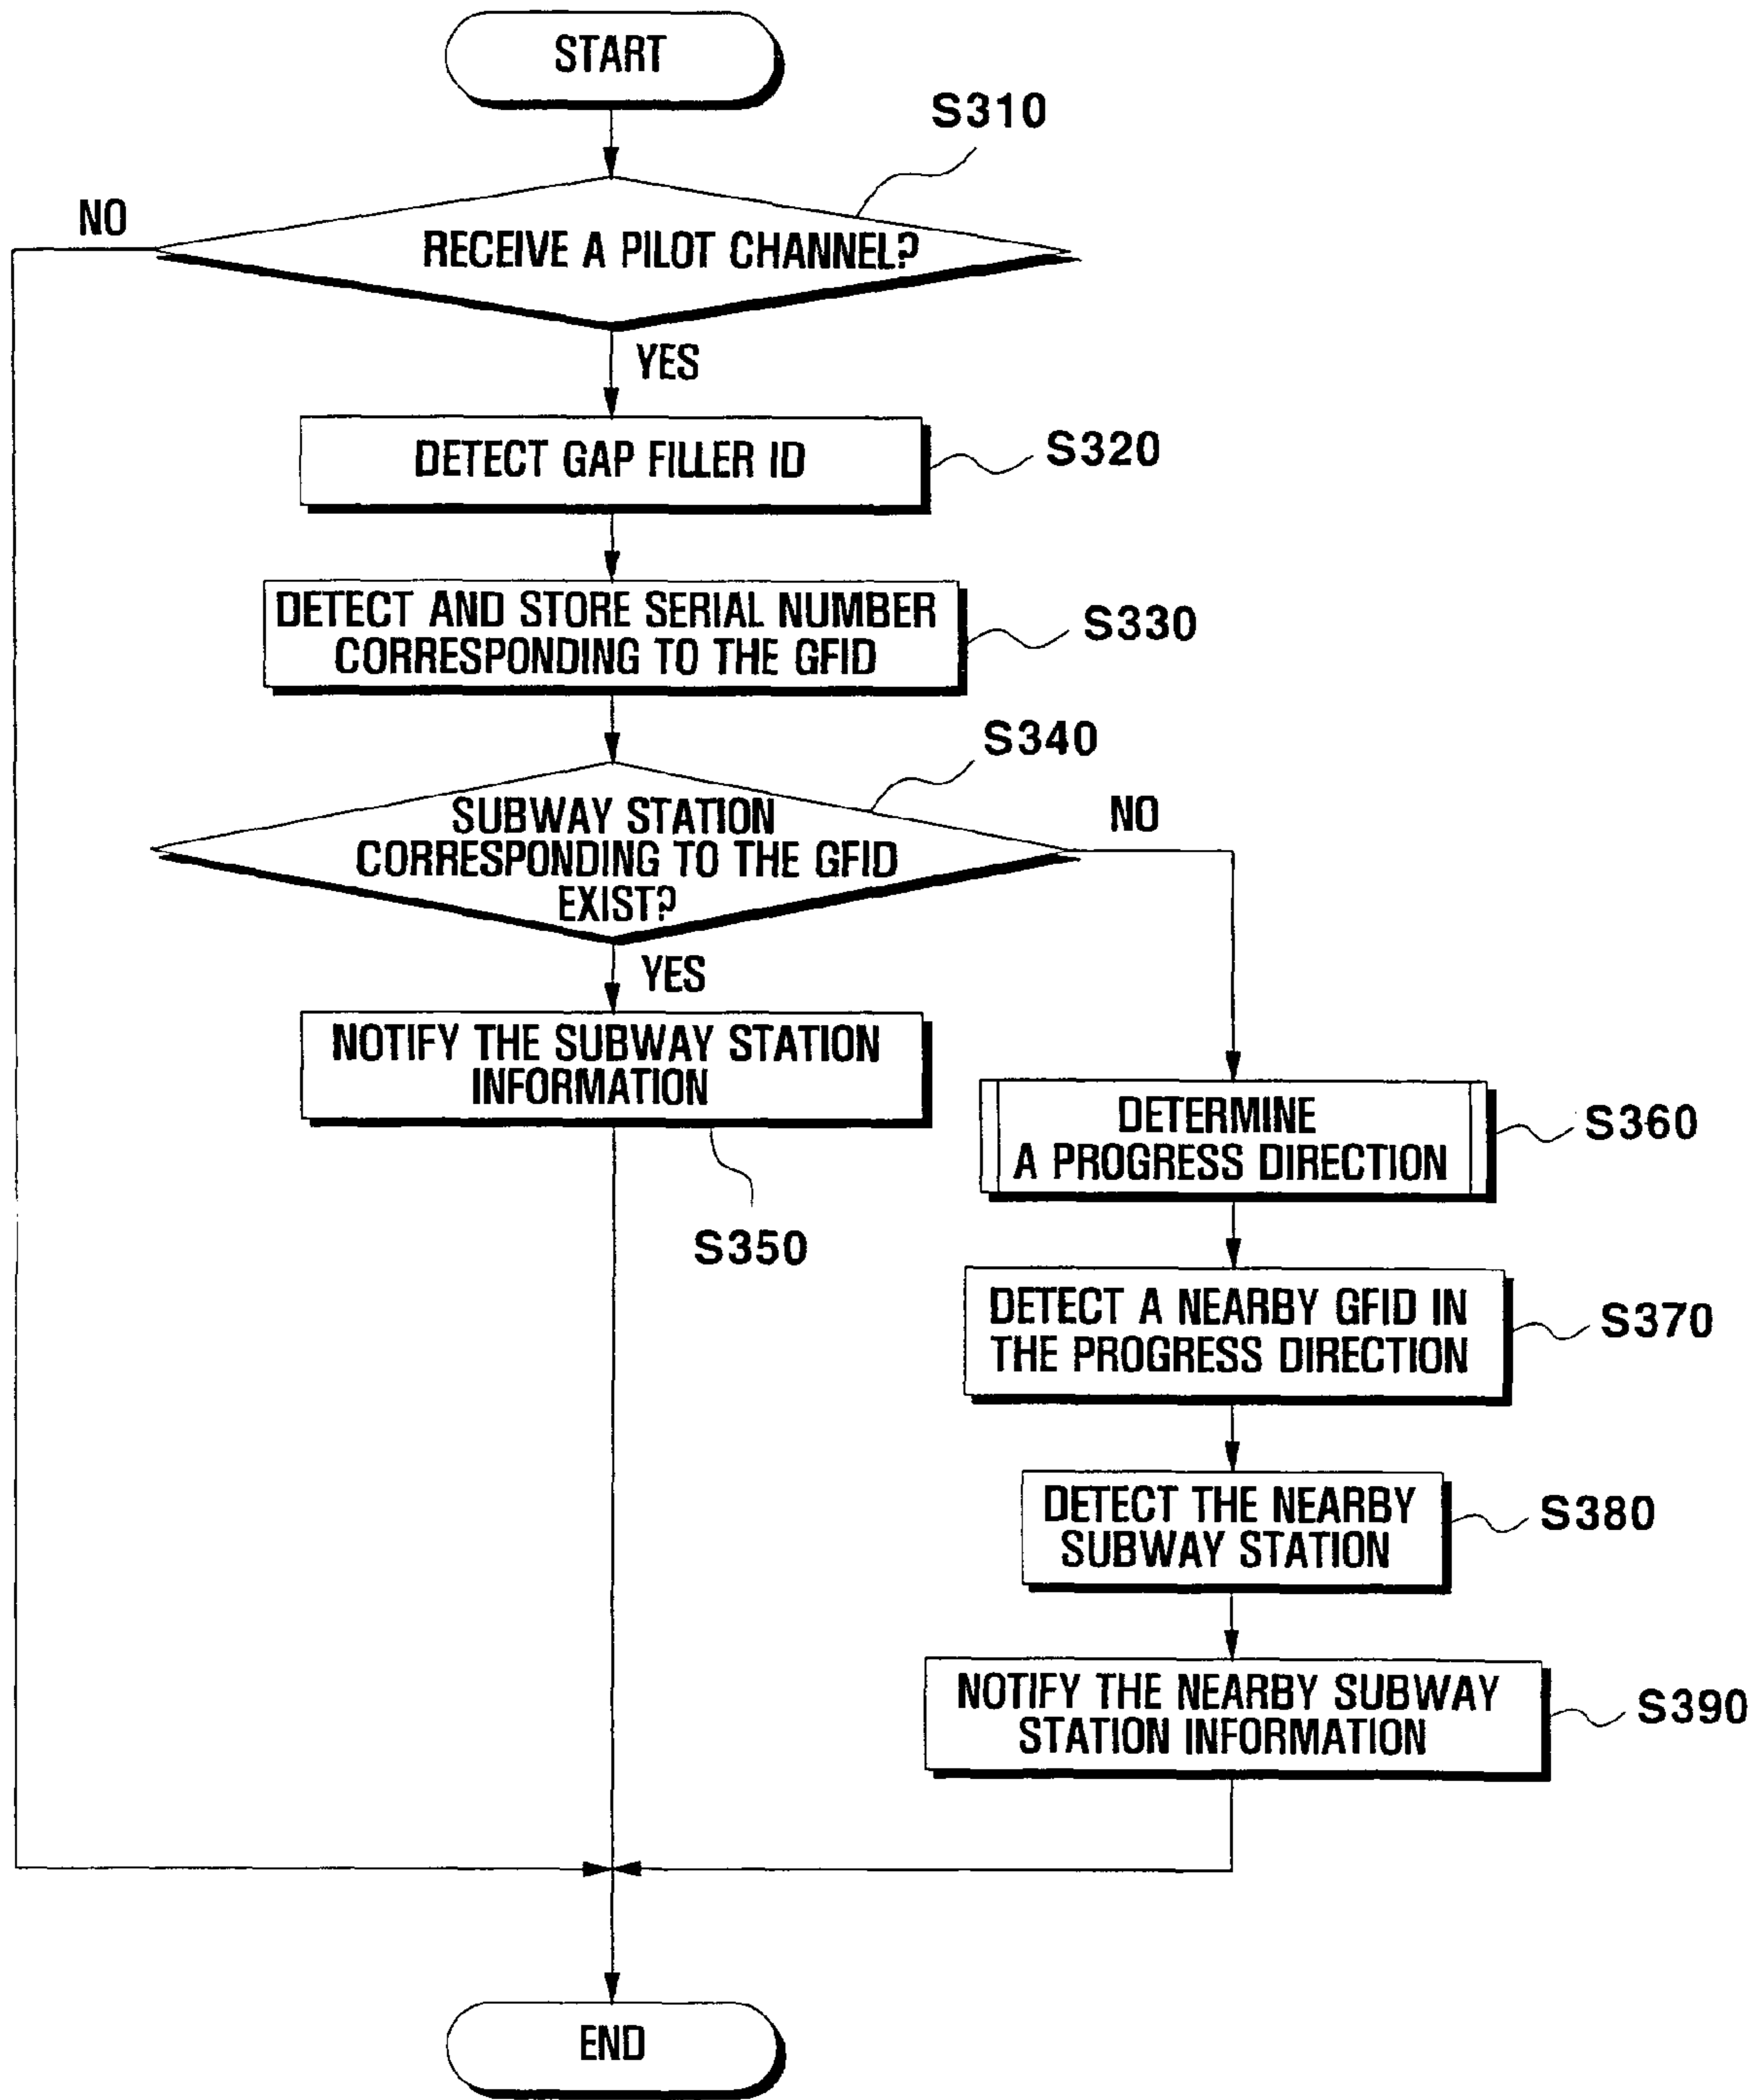 START
S310
NO
RECEIVE A PILOT CHANNEL?
YES
DETECT GAP FILLER ID
S320
DETECT AND STORE SERIAL NUMBER
CORRESPONDING TO THE GFID
S330
S340
SUBWAY STATION
CORRESPONDING TO THE GFID
EXIST?
NO
YES
NOTIFY THE SUBWAY STATION
INFORMATION
S350
DETERMINE
A PROGRESS DIRECTION
S360
DETECT A NEARBY GFID IN
THE PROGRESS DIRECTION
S370
DETECT THE NEARBY
SUBWAY STATION
S380
NOTIFY THE NEARBY SUBWAY
STATION INFORMATION
S390
END